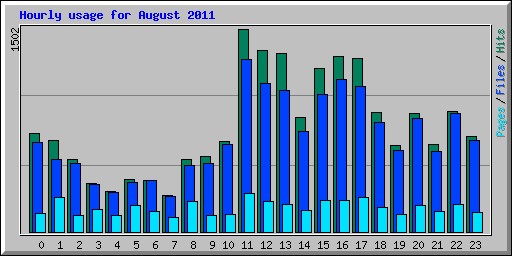 Hourly usage for August 2011
1502
Pages / Files / Hits
0 1 2 3 4 5 6 7 8 9 10 11 12 13 14 15 16 17 18 19 20 21 22 23